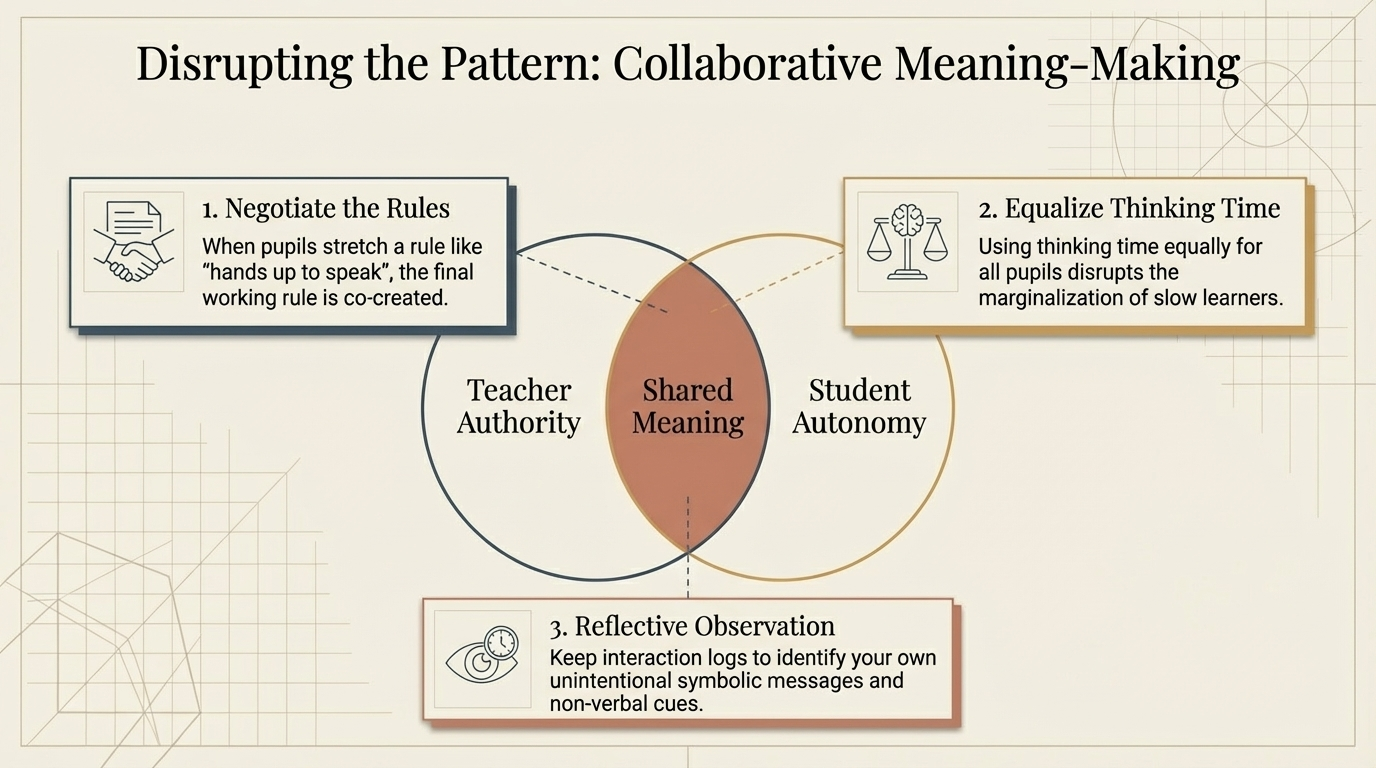 Disrupting the Pattern: Collaborative Meaning-Making
1. Negotiate the Rules
When pupils stretch a rule like
“hands up to speak”, the final
working rule is co-created.
2. Equalize Thinking Time
Using thinking time equally for
all pupils disrupts the
marginalization of slow learners.
Teacher
Authority
Shared
Meaning
Student
Autonomy
3. Reflective Observation
Keep interaction logs to identify your own
unintentional symbolic messages and
non-verbal cues.